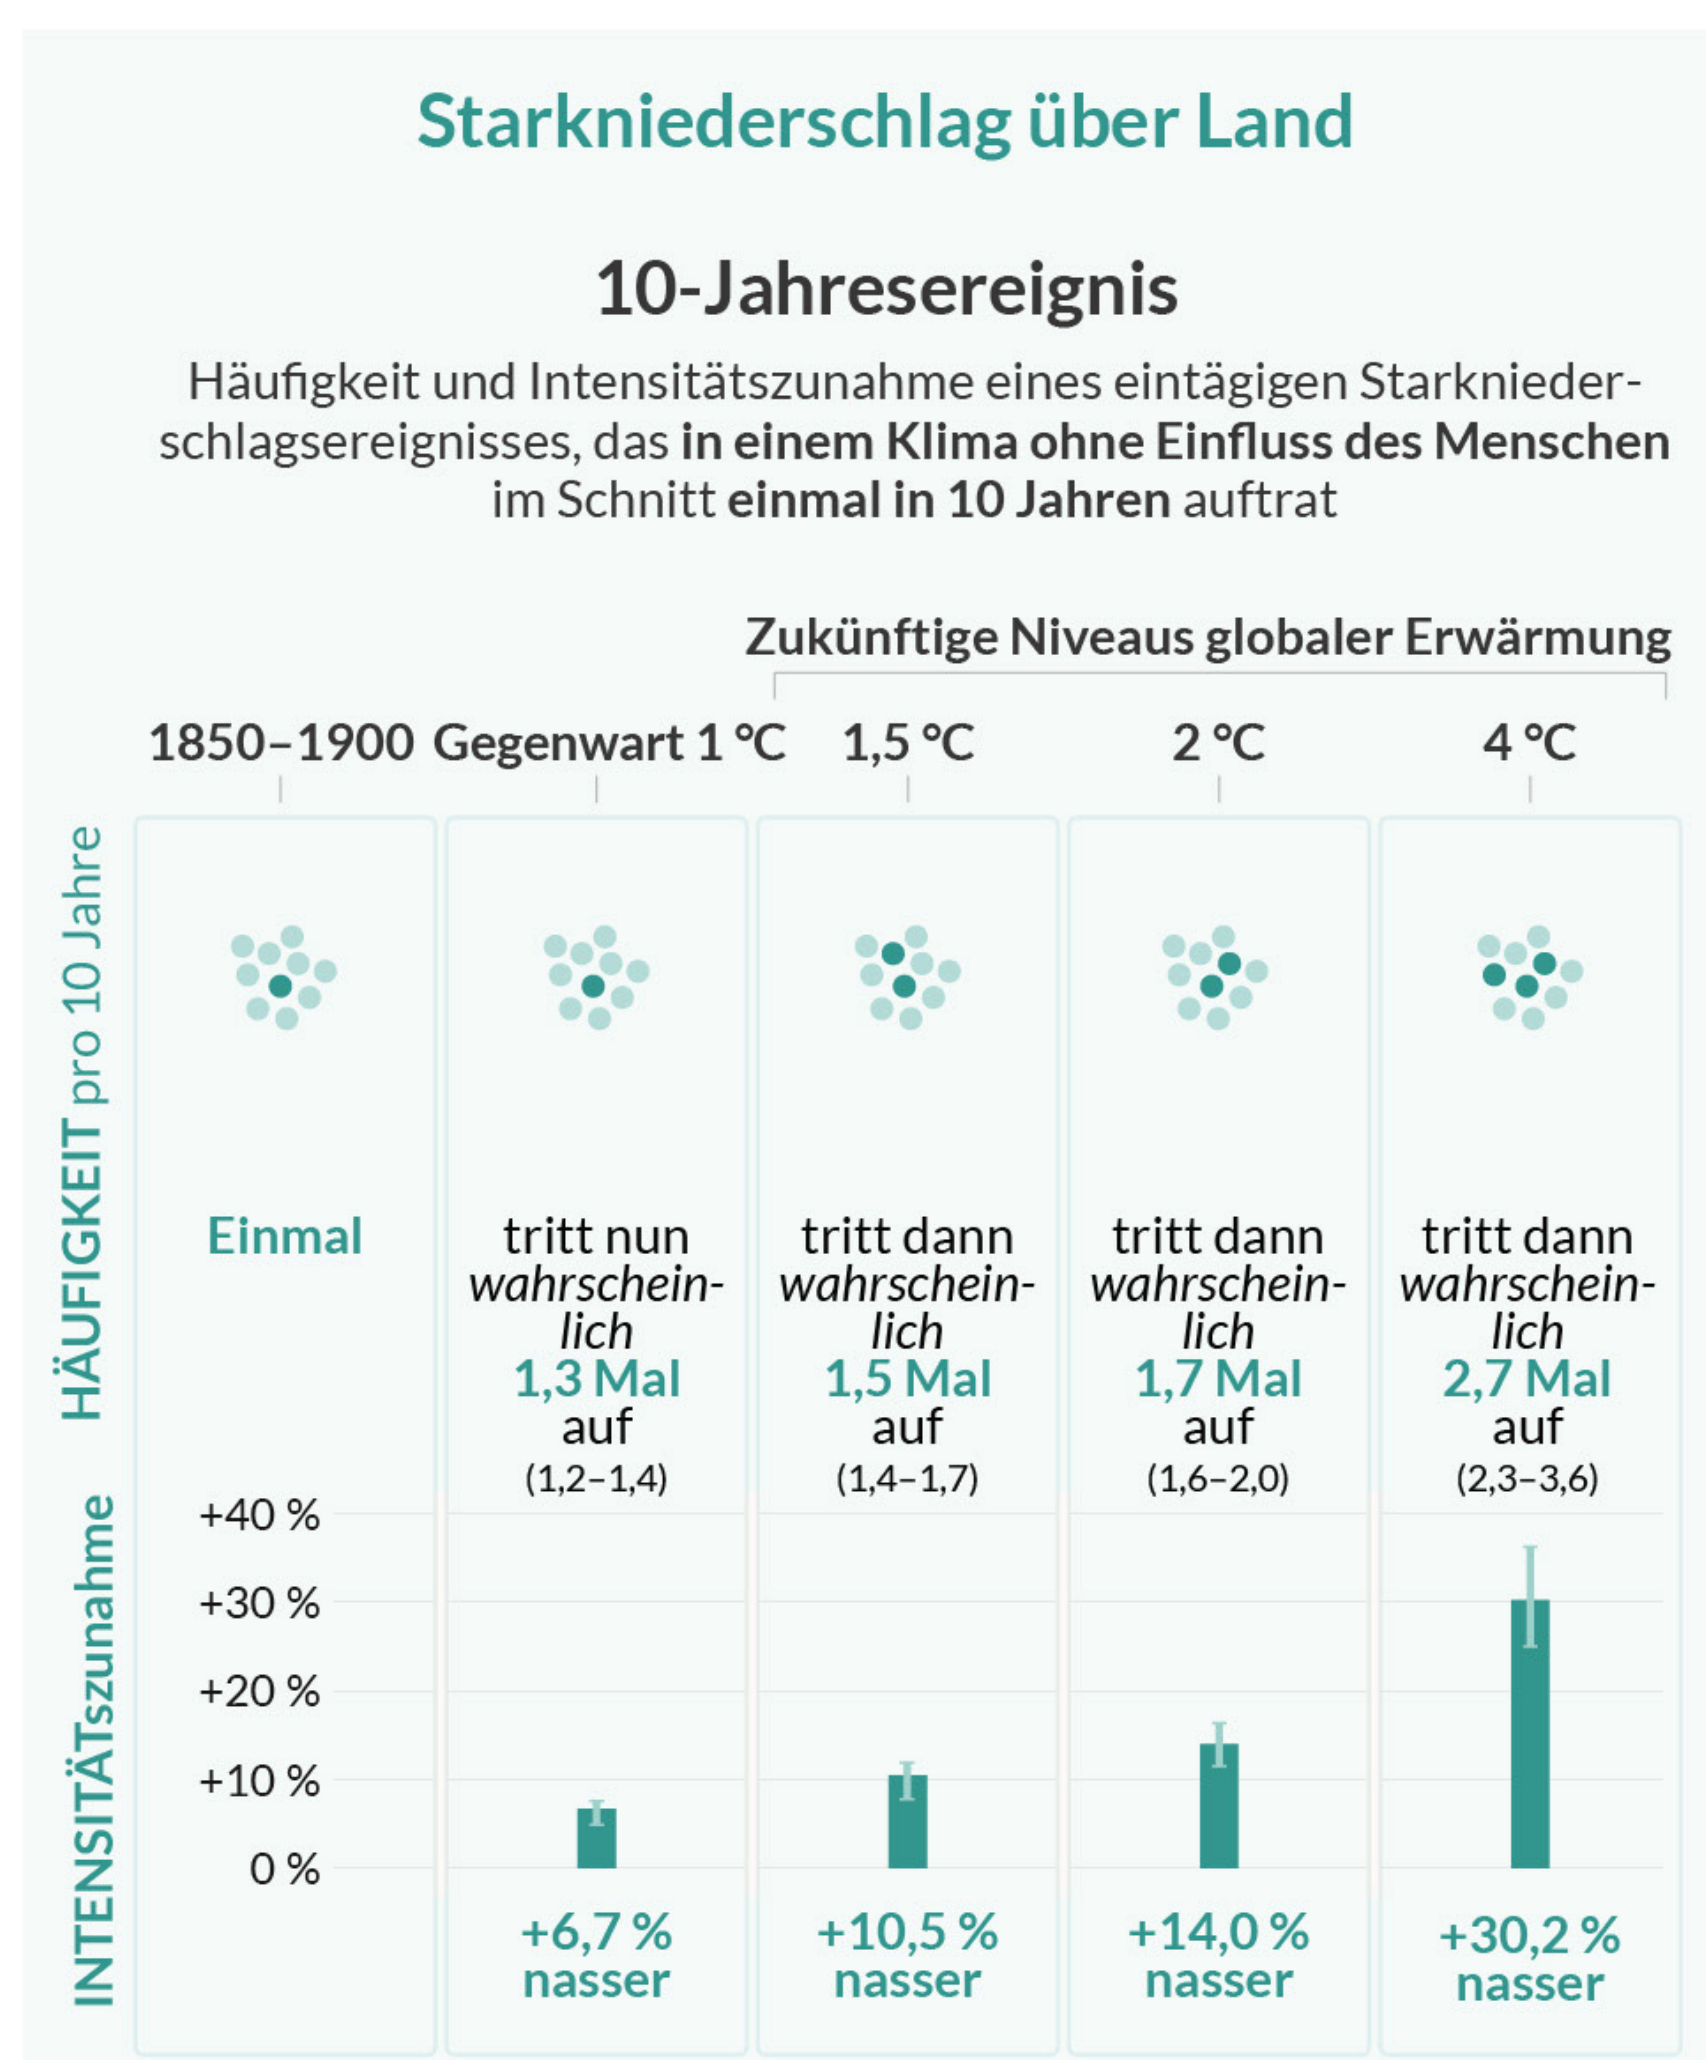 Starkniederschlag über Land
10-Jahresereignis
Häufigkeit und Intensitätszunahme eines eintägigen Starknieder-
schlagsereignisses, das in einem Klima ohne Einfluss des Menschen
im Schnitt einmal in 10 Jahren auftrat
Zukünftige Niveaus globaler Erwärmung
1850–1900 Gegenwart 1 °C 1,5 °C 2 °C 4 °C
HÄUFIGKEIT pro 10 Jahre
Einmal
tritt nun
wahrschein-
lich
1,3 Mal
auf
(1,2–1,4)
tritt dann
wahrschein-
lich
1,5 Mal
auf
(1,4–1,7)
tritt dann
wahrschein-
lich
1,7 Mal
auf
(1,6–2,0)
tritt dann
wahrschein-
lich
2,7 Mal
auf
(2,3–3,6)
INTENSITÄTszunahme
+40 %
+30 %
+20 %
+10 %
0 %
+6,7 %
nasser
+10,5 %
nasser
+14,0 %
nasser
+30,2 %
nasser